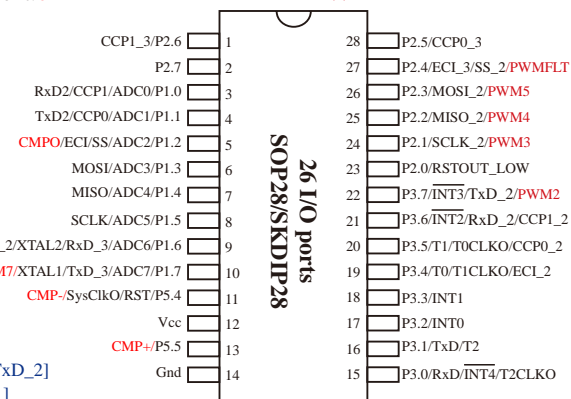 CCP1_3/P2.6 1 28 P2.5/CCP0_3
P2.7 2 27 P2.4/ECI_3/SS_2/PWMFLT
RxD2/CCP1/ADC0/P1.0 3 26 P2.3/MOSI_2/PWM5
TxD2/CCP0/ADC1/P1.1 4 25 P2.2/MISO_2/PWM4
CMPO/ECI/SS/ADC2/P1.2 5 24 P2.1/SCLK_2/PWM3
MOSI/ADC3/P1.3 6 23 P2.0/RSTOUT_LOW
MISO/ADC4/P1.4 7 22 P3.7/INT3/TxD_2/PWM2
SCLK/ADC5/P1.5 8 21 P3.6/INT2/RxD_2/CCP1_2
_2/XTAL2/RxD_3/ADC6/P1.6 9 20 P3.5/T1/T0CLKO/CCP0_2
M7/XTAL1/TxD_3/ADC7/P1.7 10 19 P3.4/T0/T1CLKO/ECI_2
CMP-/SysClkO/RST/P5.4 11 18 P3.3/INT1
Vcc 12 17 P3.2/INT0
CMP+/P5.5 13 16 P3.1/TxD/T2
Gnd 14 15 P3.0/RxD/INT4/T2CLKO
26 I/O ports
SOP28/SKDIP28
xD_2]
]